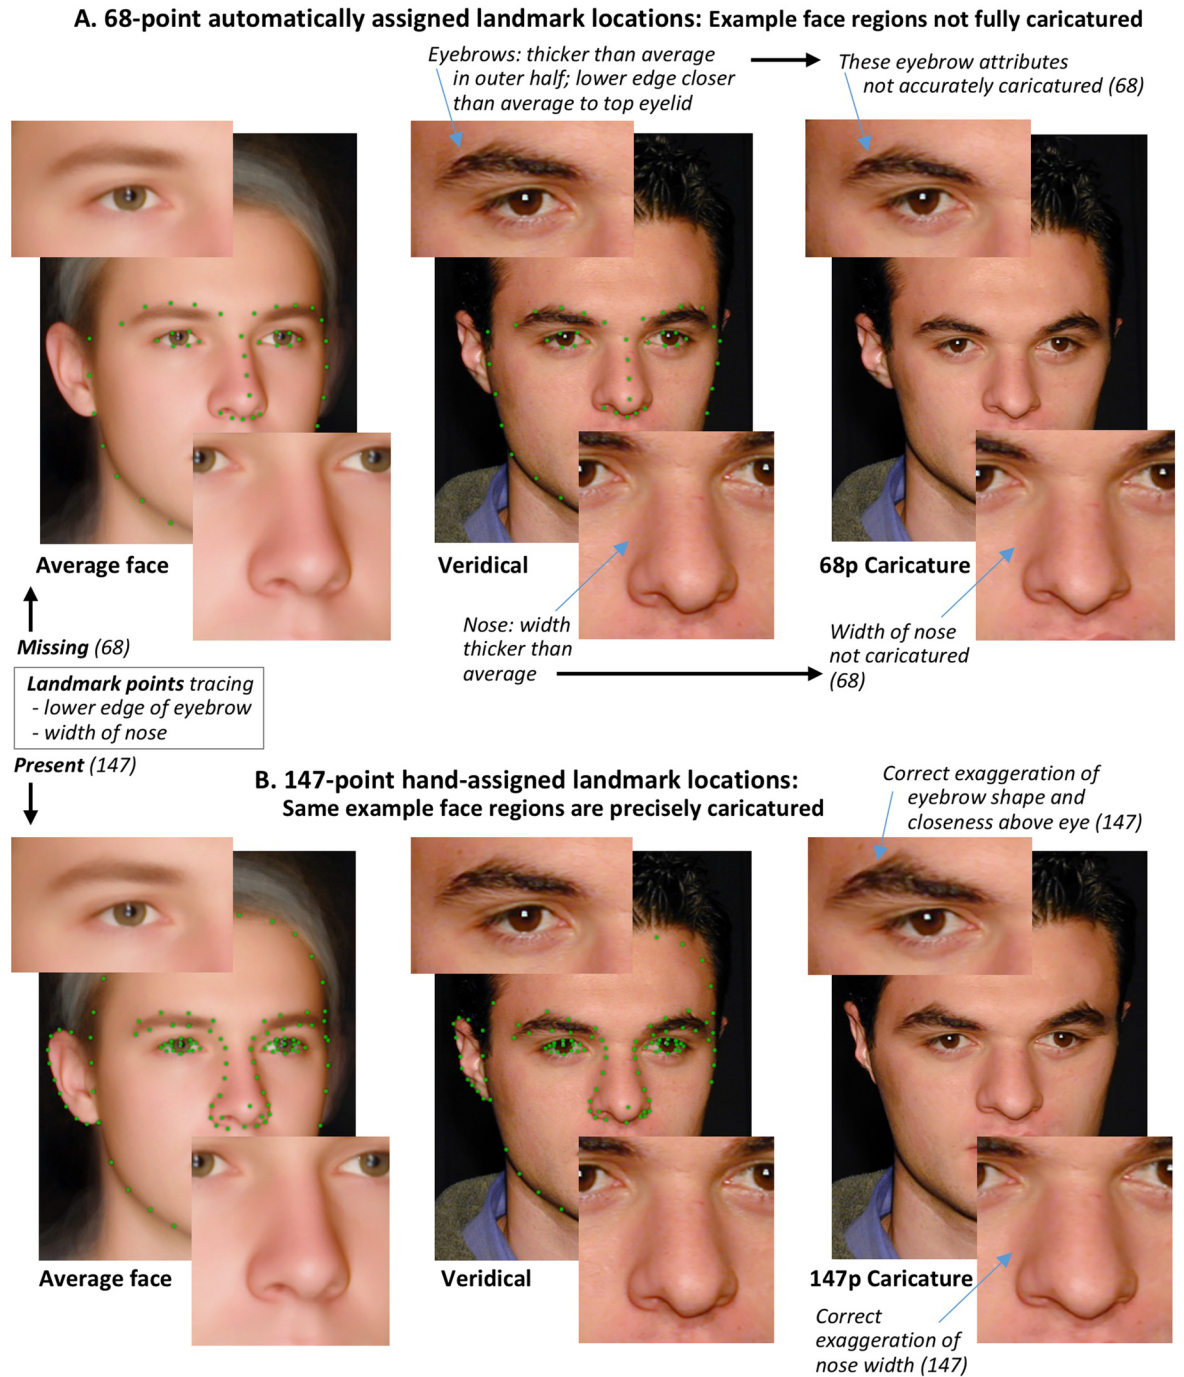 A. 68-point automatically assigned landmark locations: Example face regions not fully caricatured
Eyebrows: thicker than average
in outer half; lower edge closer
than average to top eyelid
These eyebrow attributes
not accurately caricatured (68)
Average face
Veridical
68p Caricature
Missing (68)
Landmark points tracing
- lower edge of eyebrow
- width of nose
Present (147)
Nose: width
thicker than
average
Width of nose
not caricatured
(68)
B. 147-point hand-assigned landmark locations:
Same example face regions are precisely caricatured
Correct exaggeration of
eyebrow shape and
closeness above eye (147)
Average face
Veridical
147p Caricature
Correct
exaggeration of
nose width (147)